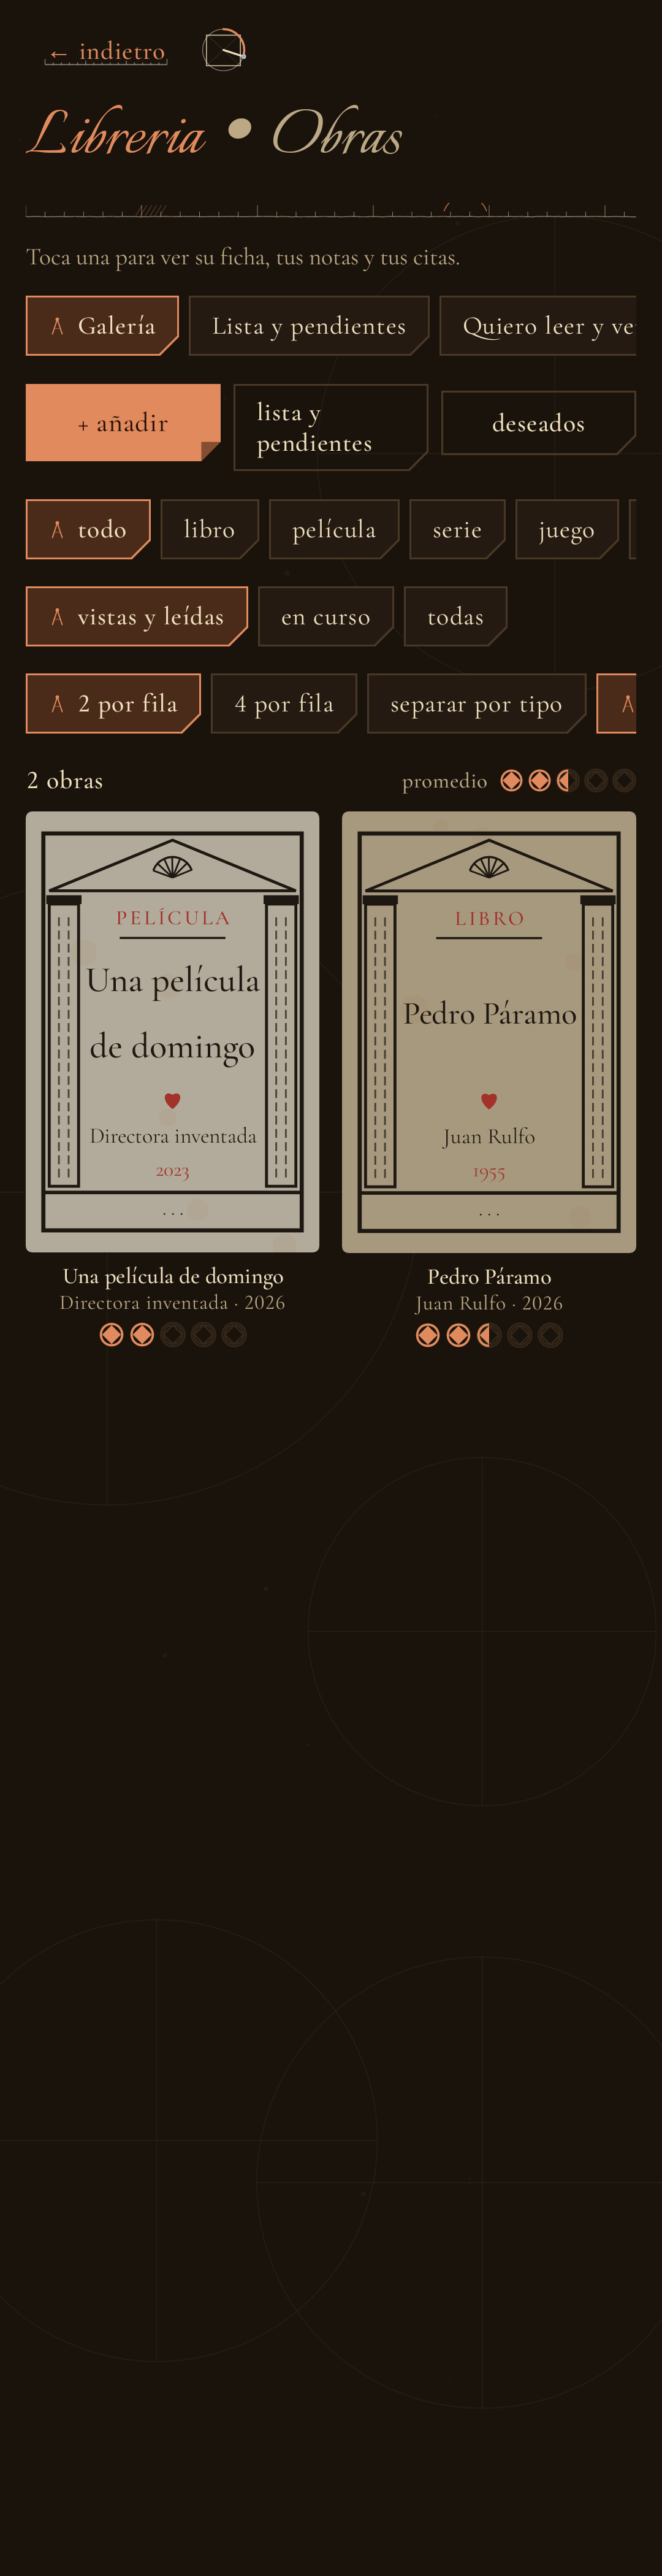 ← indietro
Libreria • Obras
Toca una para ver su ficha, tus notas y tus citas.
Galería Lista y pendientes Quiero leer y ve
+ añadir lista y pendientes deseados
todo libro película serie juego
vistas y leídas en curso todas
2 por fila 4 por fila separar por tipo
2 obras promedio
PELÍCULA
Una película
de domingo
Directora inventada
2023
...
Una película de domingo
Directora inventada · 2026
LIBRO
Pedro Páramo
Juan Rulfo
1955
...
Pedro Páramo
Juan Rulfo · 2026